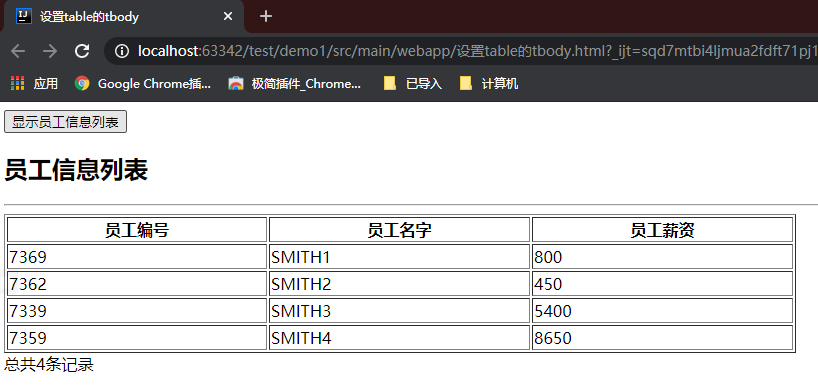 设置table的tbody
localhost:63342/test/demo1/src/main/webapp/设置table的tbody.html?_ijt=sqd7mtbi4ljmua2fdft71pj1
应用 Google Chrome插... 极简插件_Chrome... 已导入 计算机
显示员工信息列表
员工信息列表
员工编号 员工名字 员工薪资
7369 SMITH1 800
7362 SMITH2 450
7339 SMITH3 5400
7359 SMITH4 8650
总共4条记录